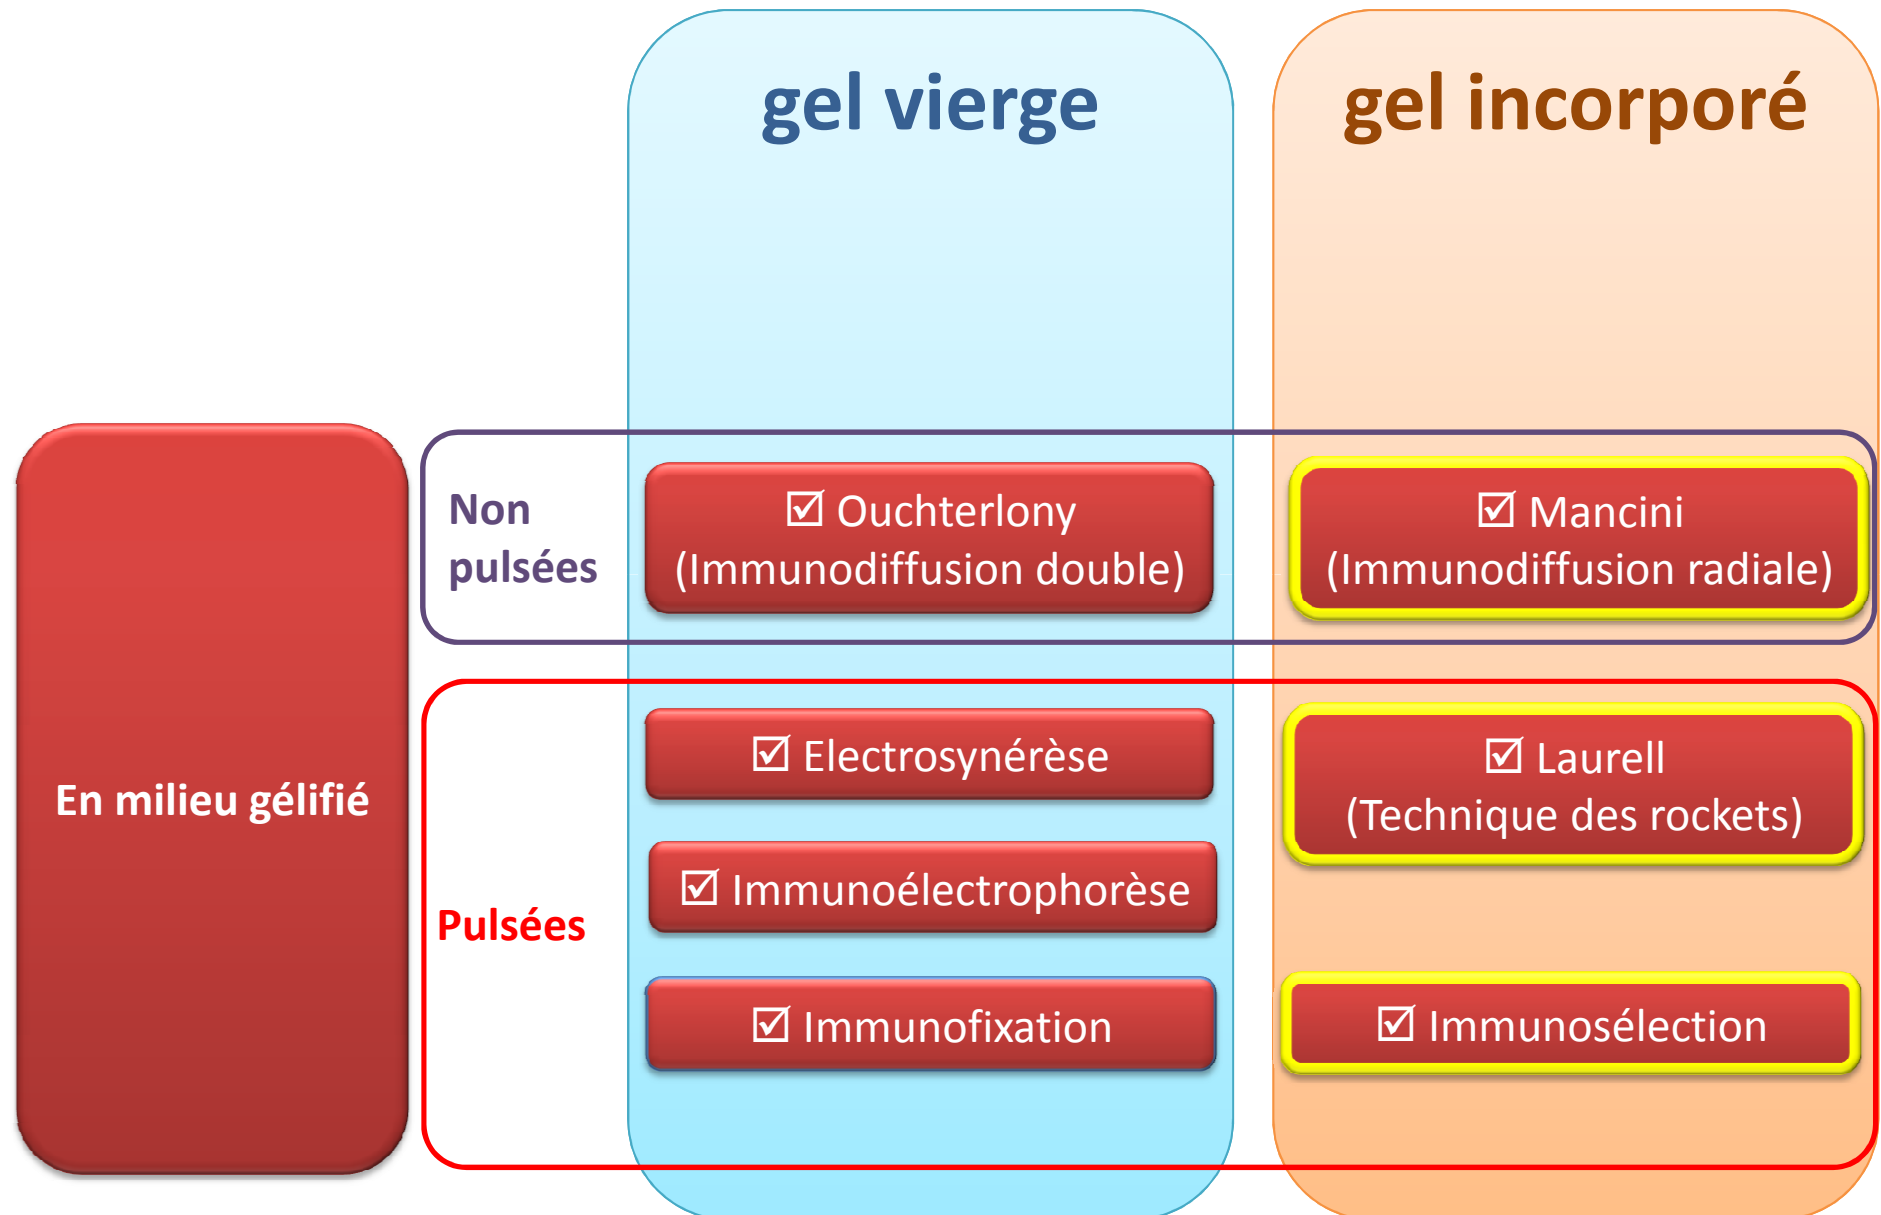 gel vierge
gel incorporé
En milieu gélifié
Non
pulsées
☑ Ouchterlony
(Immunodiffusion double)
☑ Mancini
(Immunodiffusion radiale)
Pulsées
☑ Electrosynérèse
☑ Immunoélectrophorèse
☑ Immunofixation
☑ Laurell
(Technique des rockets)
☑ Immunosélection